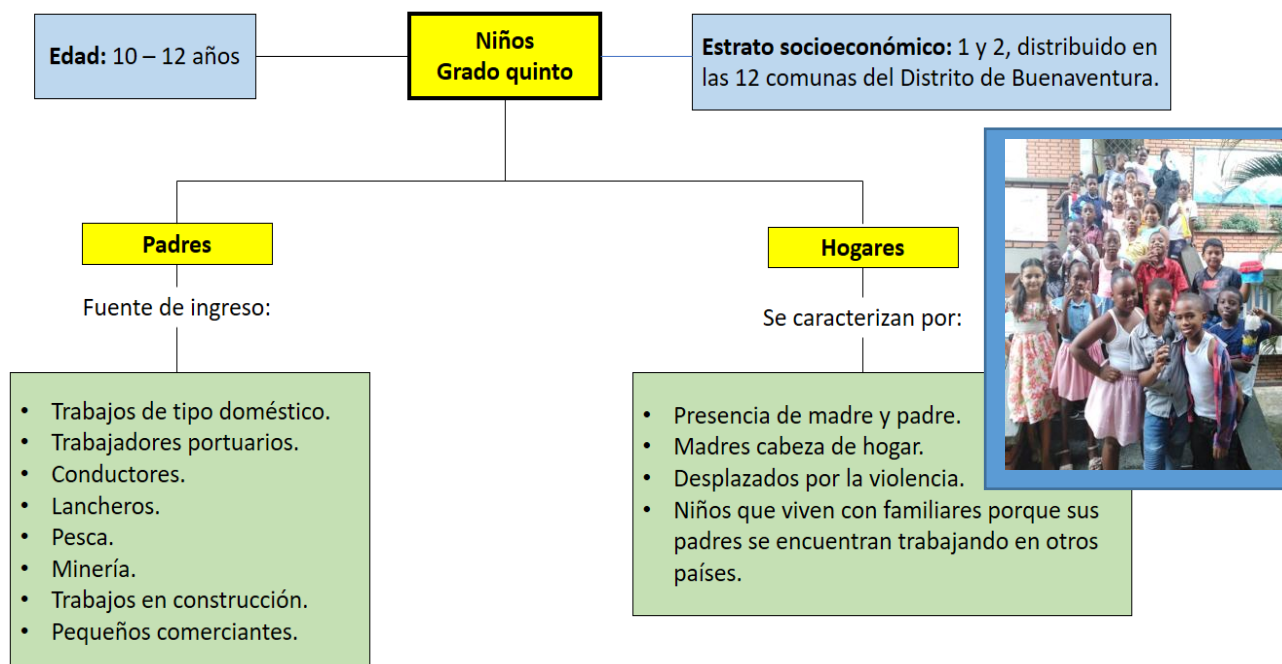 Edad: 10 – 12 años
Niños
Grado quinto
Estrato socioeconómico: 1 y 2, distribuido en
las 12 comunas del Distrito de Buenaventura.
Padres
Fuente de ingreso:
• Trabajos de tipo doméstico.
• Trabajadores portuarios.
• Conductores.
• Lancheros.
• Pesca.
• Minería.
• Trabajos en construcción.
• Pequeños comerciantes.
Hogares
Se caracterizan por:
• Presencia de madre y padre.
• Madres cabeza de hogar.
• Desplazados por la violencia.
• Niños que viven con familiares porque sus
padres se encuentran trabajando en otros
países.